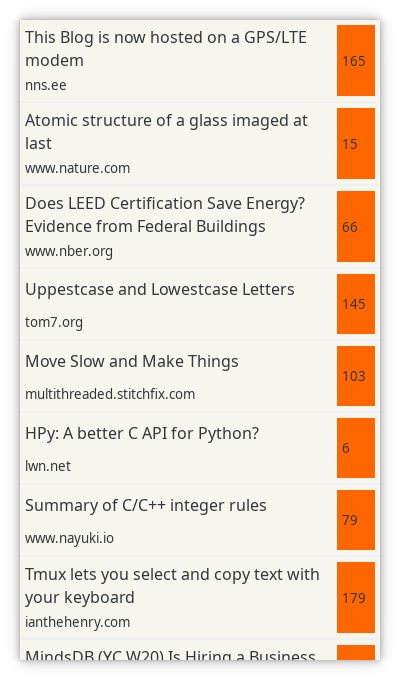 This Blog is now hosted on a GPS/LTE
modem
165
nns.ee
Atomic structure of a glass imaged at
last
15
www.nature.com
Does LEED Certification Save Energy?
Evidence from Federal Buildings
66
www.nber.org
Uppestcase and Lowestcase Letters
145
tom7.org
Move Slow and Make Things
103
multithreaded.stitchfix.com
HPy: A better C API for Python?
6
lwn.net
Summary of C/C++ integer rules
79
www.nayuki.io
Tmux lets you select and copy text with
your keyboard
179
ianthehenry.com
MindsDB (YC W20) Is Hiring a Business